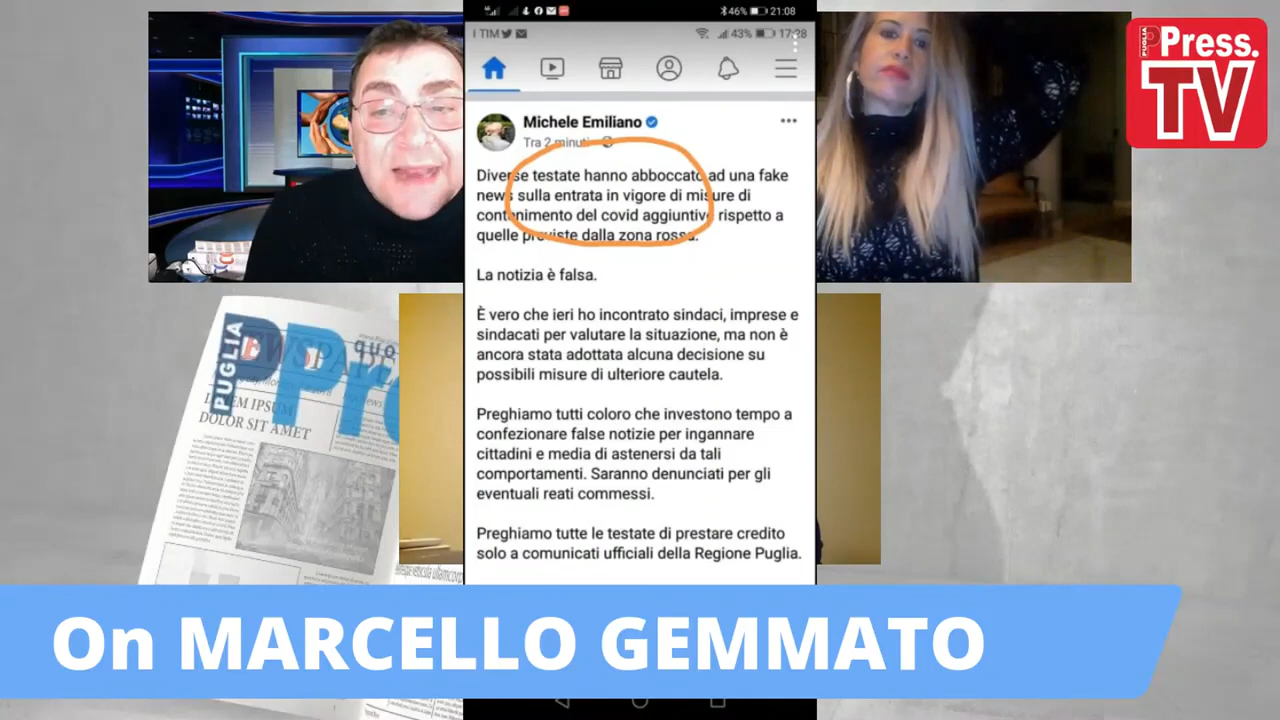 46% 21:08
TIM 43% 17:28
Michele Emiliano
Tra 2 minuti
Diverse testate hanno abboccato ad una fake
news sulla entrata in vigore di misure di
contenimento del covid aggiuntive rispetto a
quelle previste dalla zona rossa.
La notizia è falsa.
È vero che ieri ho incontrato sindaci, imprese e
sindacati per valutare la situazione, ma non è
ancora stata adottata alcuna decisione su
possibili misure di ulteriore cautela.
Preghiamo tutti coloro che investono tempo a
confezionare false notizie per ingannare
cittadini e media di astenersi da tali
comportamenti. Saranno denunciati per gli
eventuali reati commessi.
Preghiamo tutte le testate di prestare credito
solo a comunicati ufficiali della Regione Puglia.
PUGLIA
Press.
TV
PUGLIA
quo
LOREM IPSUM
DOLOR SIT AMET
On MARCELLO GEMMATO